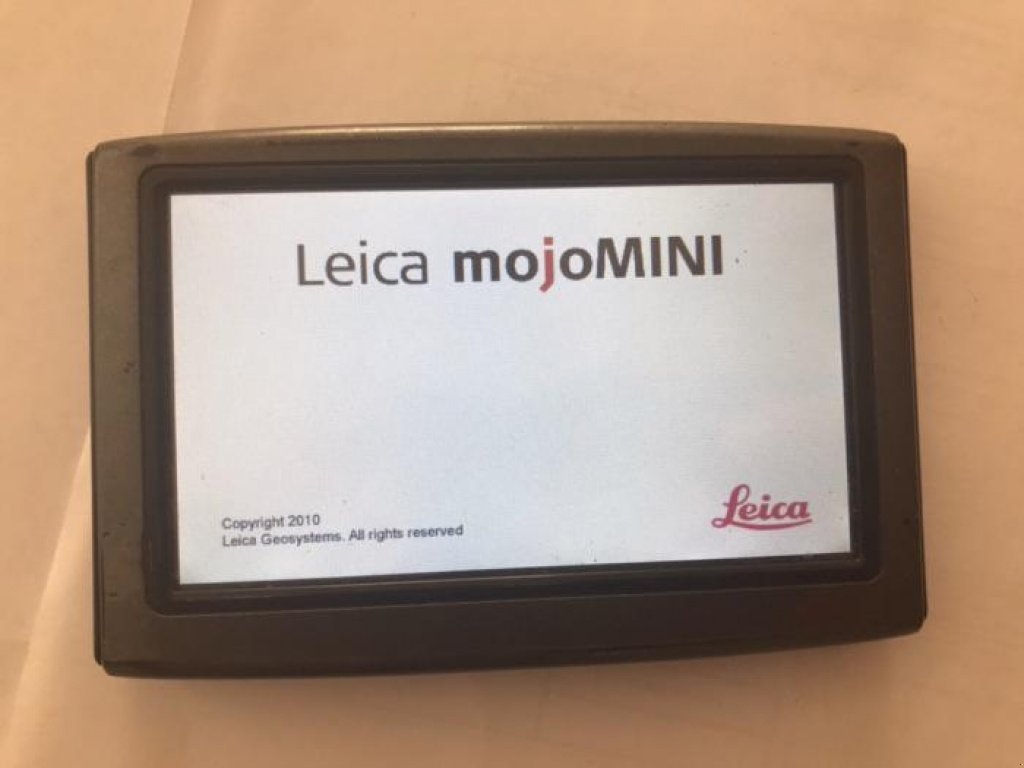 Leica mojoMINI
Copyright 2010
Leica Geosystems. All rights reserved
Leica